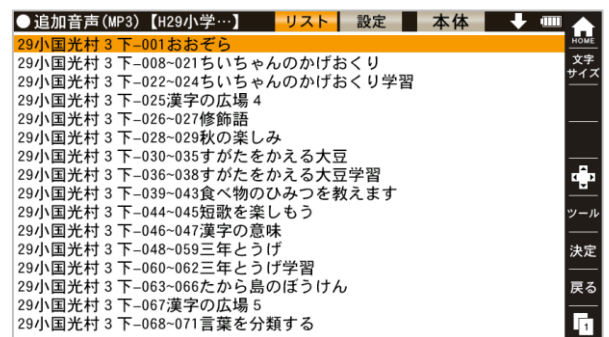 ●追加音声(MP3)【H29小学…】 リスト 設定 本体
29小国光村３下–001おおぞら
29小国光村３下–008~021ちいちゃんのかげおくり
29小国光村３下–022~024ちいちゃんのかげおくり学習
29小国光村３下–025漢字の広場４
29小国光村３下–026~027修飾語
29小国光村３下–028~029秋の楽しみ
29小国光村３下–030~035すがたをかえる大豆
29小国光村３下–036~038すがたをかえる大豆学習
29小国光村３下–039~043食べ物のひみつを教えます
29小国光村３下–044~045短歌を楽しもう
29小国光村３下–046~047漢字の意味
29小国光村３下–048~059三年とうげ
29小国光村３下–060~062三年とうげ学習
29小国光村３下–063~066たから島のぼうけん
29小国光村３下–067漢字の広場５
29小国光村３下–068~071言葉を分類する
HOME
文字
サイズ
ツール
決定
戻る
1